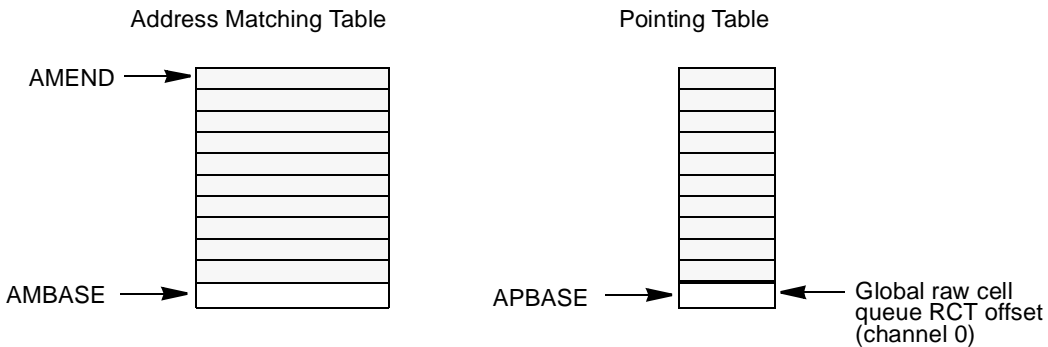 Address Matching Table
Pointing Table
AMEND
AMBASE
APBASE
Global raw cell
queue RCT offset
(channel 0)